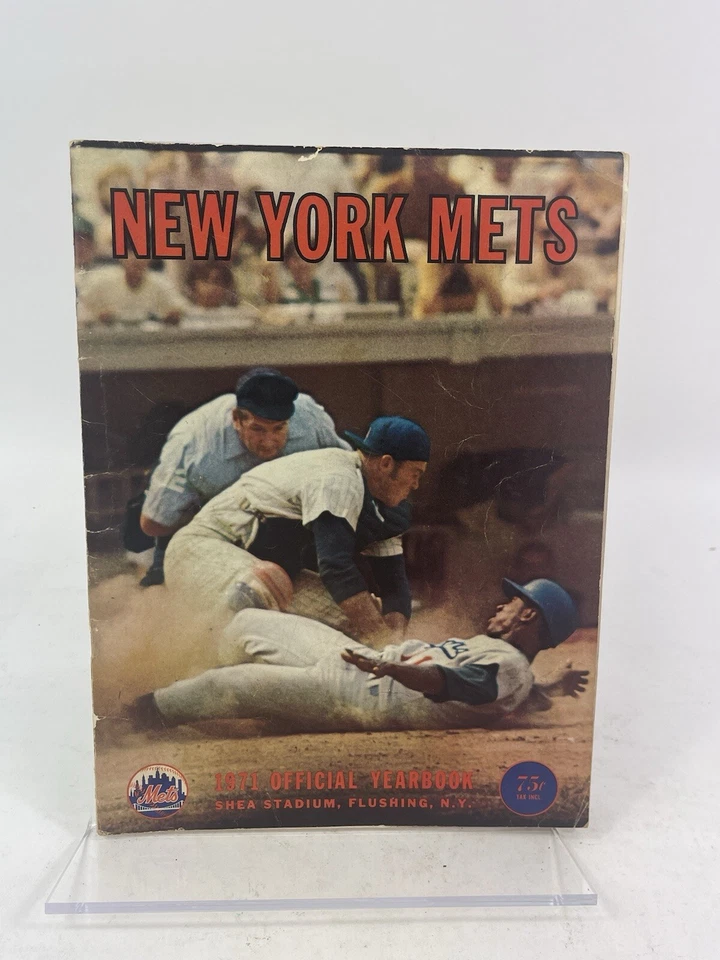 NEW YORK METS
1971 OFFICIAL YEARBOOK
SHEA STADIUM, FLUSHING, N.Y.
Mets
75¢
TAX INCL.